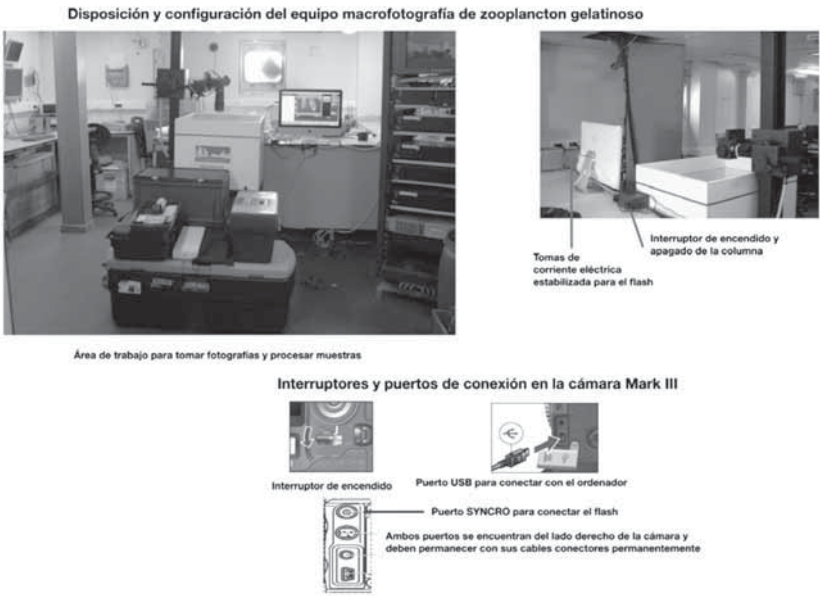 Disposición y configuración del equipo macrofotografía de zooplancton gelatinoso
Interruptor de encendido y
apagado de la columna
Tomas de
corriente eléctrica
estabilizada para el flash
Área de trabajo para tomar fotografías y procesar muestras
Interruptores y puertos de conexión en la cámara Mark III
Interruptor de encendido
Puerto USB para conectar con el ordenador
Puerto SYNCRO para conectar el flash
Ambos puertos se encuentran del lado derecho de la cámara y
deben permanecer con sus cables conectores permanentemente